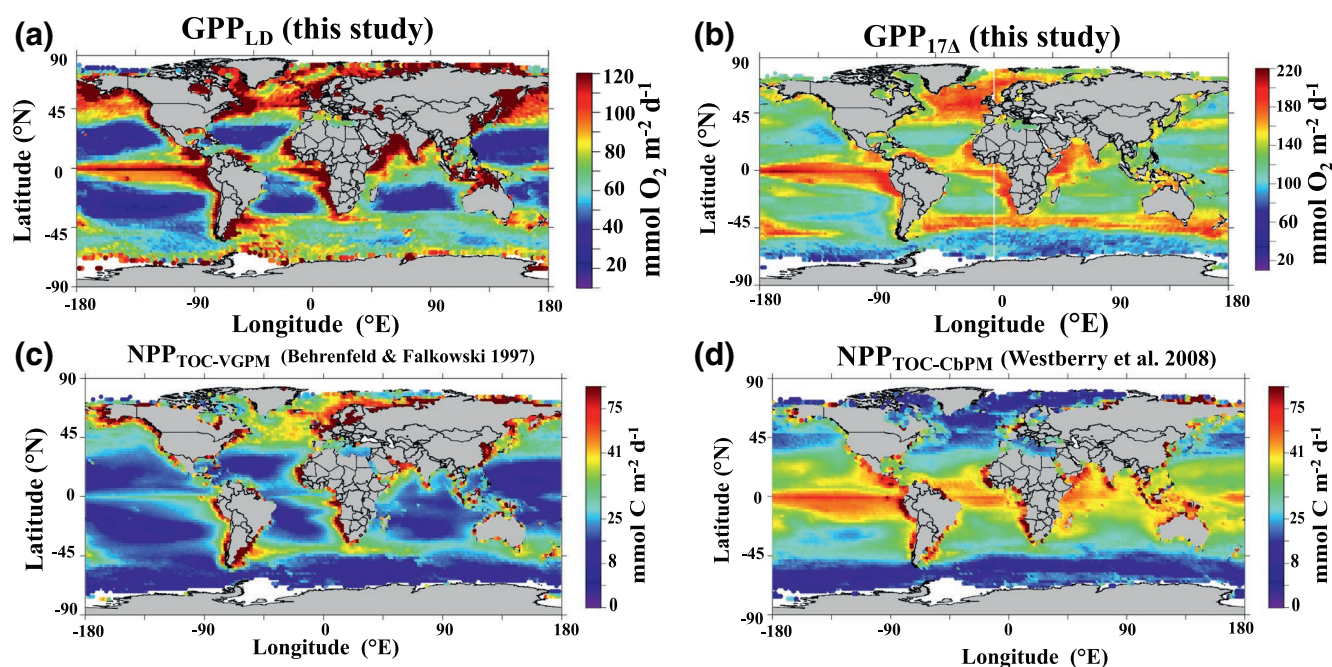 (a) GPP_LD (this study)
90
45
0
-45
-90
Latitude (°N)
-180 -90 0 90 180
Longitude (°E)
120
100
80
60
40
20
mmol O₂ m⁻² d⁻¹
(b) GPP_17Δ (this study)
90
45
0
-45
-90
Latitude (°N)
-180 -90 0 90 180
Longitude (°E)
220
180
140
100
60
20
mmol O₂ m⁻² d⁻¹
(c) NPP_TOC-VGPM (Behrenfeld & Falkowski 1997)
90
45
0
-45
-90
Latitude (°N)
-180 -90 0 90 180
Longitude (°E)
75
41
25
8
0
mmol C m⁻² d⁻¹
(d) NPP_TOC-CbPM (Westberry et al. 2008)
90
45
0
-45
-90
Latitude (°N)
-180 -90 0 90 180
Longitude (°E)
75
41
25
8
0
mmol C m⁻² d⁻¹